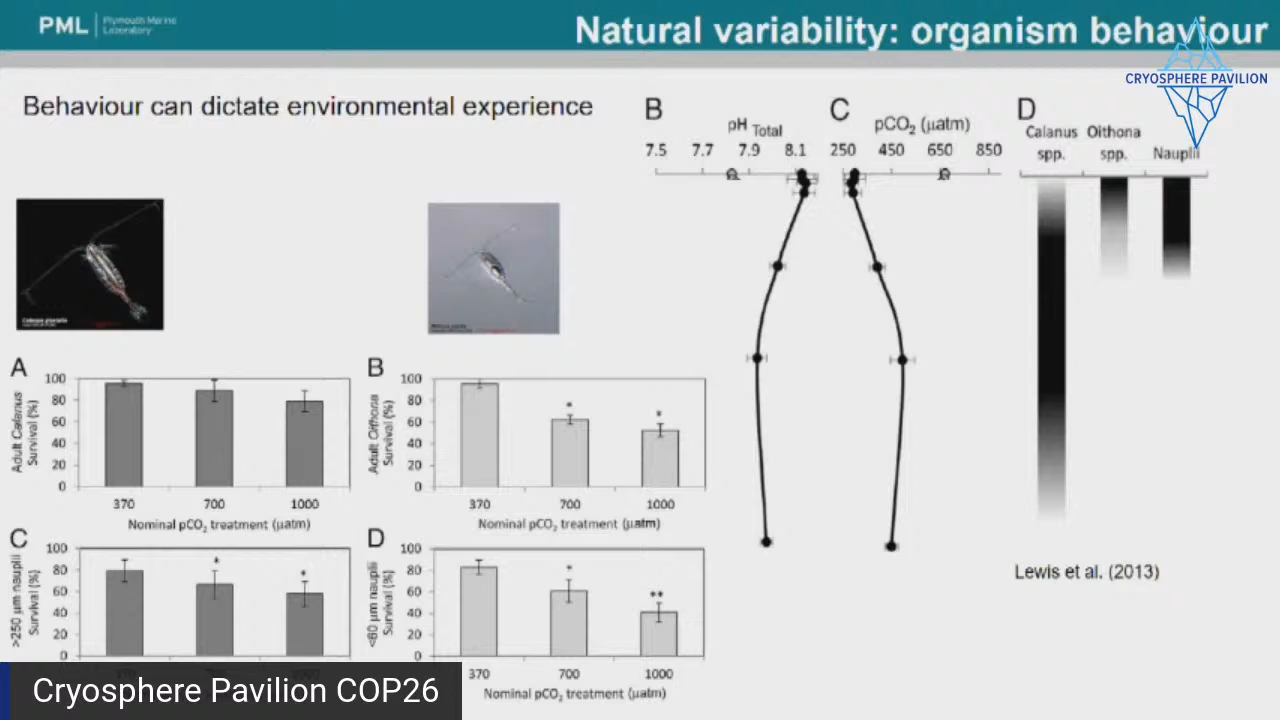 PML
Plymouth Marine
Laboratory
Natural variability: organism behaviour
CRYOSPHERE PAVILION
Behaviour can dictate environmental experience
B
pH Total
7.5 7.7 7.9 8.1
C
pCO₂ (µatm)
250 450 650 850
D
Calanus spp.
Oithona spp.
Nauplii
A
Adult Calanus
Survival (%)
100
80
60
40
20
0
370 700 1000
Nominal pCO₂ treatment (µatm)
B
Adult Oithona
Survival (%)
100
80
60
40
20
0
* *
370 700 1000
Nominal pCO₂ treatment (µatm)
C
>250 µm nauplii
Survival (%)
100
80
60
40
20
0
* *
D
<60 µm nauplii
Survival (%)
100
80
60
40
20
0
* **
370 700 1000
Nominal pCO₂ treatment (µatm)
Lewis et al. (2013)
Cryosphere Pavilion COP26